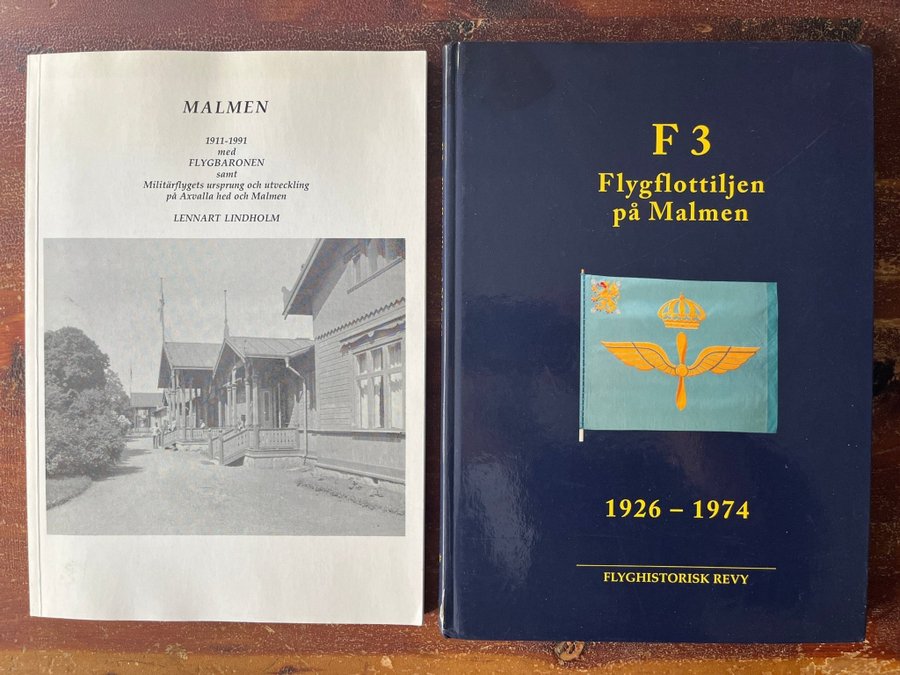 MALMEN
1911-1991
med
FLYGBARONEN
samt
Militärflygets ursprung och utveckling
på Axvalla hed och Malmen
LENNART LINDHOLM
F 3
Flygflottiljen
på Malmen
1926 – 1974
FLYGHISTORISK REVY